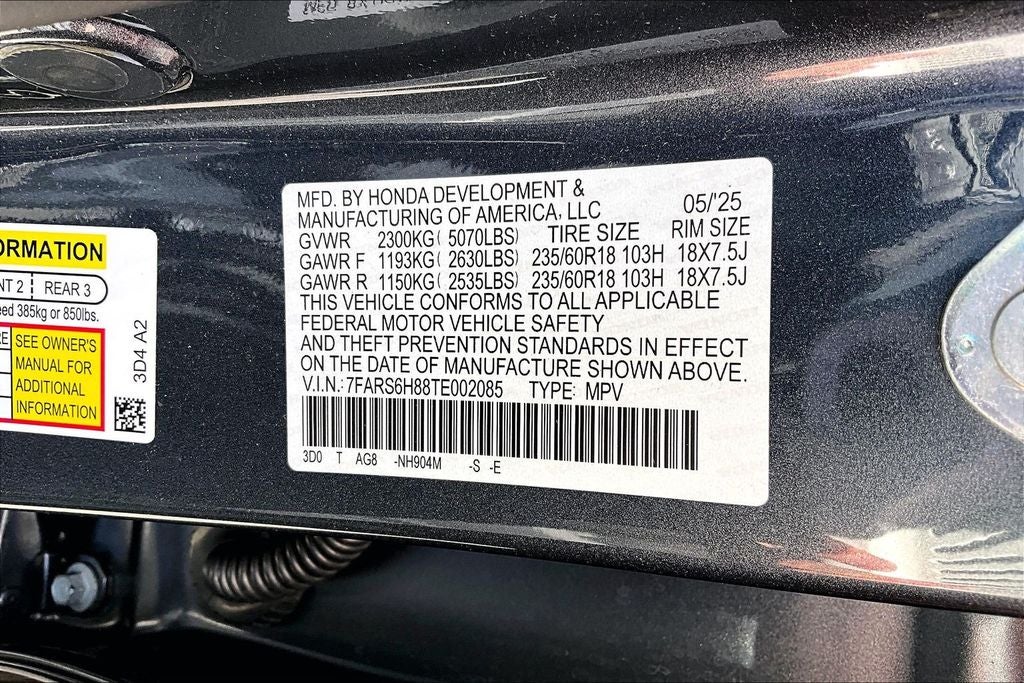 MFD. BY HONDA DEVELOPMENT &
MANUFACTURING OF AMERICA, LLC 05/'25
GVWR 2300KG( 5070LBS) TIRE SIZE RIM SIZE
GAWR F 1193KG( 2630LBS) 235/60R18 103H 18X7.5J
GAWR R 1150KG( 2535LBS) 235/60R18 103H 18X7.5J
THIS VEHICLE CONFORMS TO ALL APPLICABLE
FEDERAL MOTOR VEHICLE SAFETY
AND THEFT PREVENTION STANDARDS IN EFFECT
ON THE DATE OF MANUFACTURE SHOWN ABOVE.
V.I.N.:7FARS6H88TE002085 TYPE: MPV
3D0 T AG8 -NH904M -S -E
ORMATION
NT 2 REAR 3
eed 385kg or 850lbs.
RE SEE OWNER'S
MANUAL FOR
ADDITIONAL
INFORMATION
3D4 A2